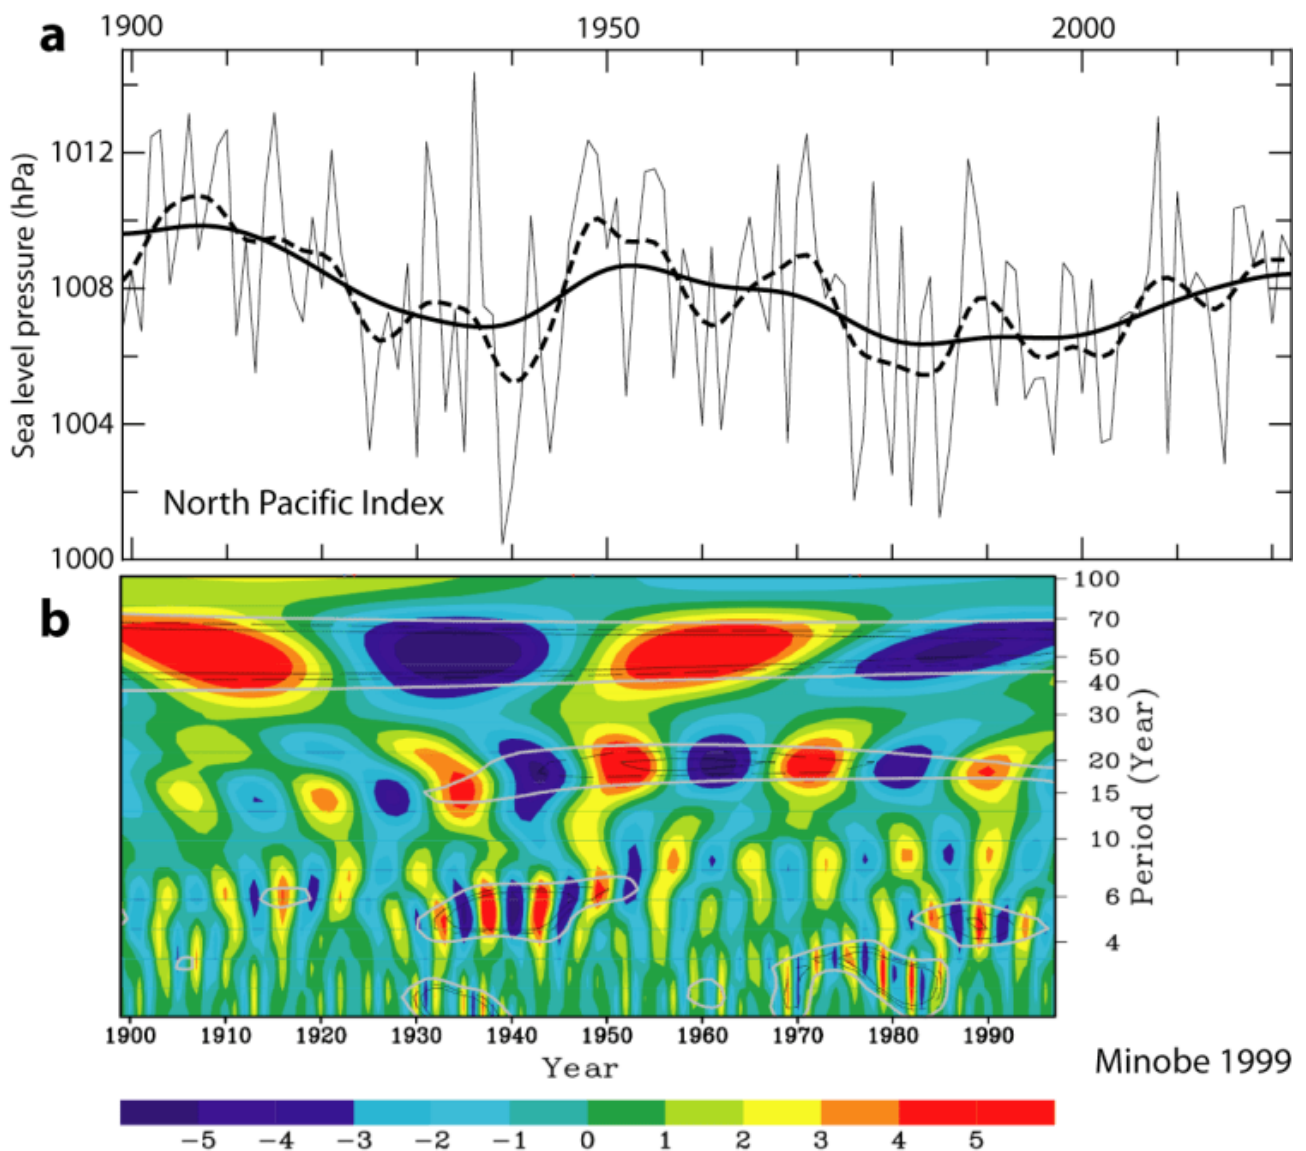 a
1900 1950 2000
Sea level pressure (hPa)
1012
1008
1004
1000
North Pacific Index
b
100
70
50
40
30
20
15
10
6
4
Period (Year)
1900 1910 1920 1930 1940 1950 1960 1970 1980 1990
Year
Minobe 1999
−5 −4 −3 −2 −1 0 1 2 3 4 5